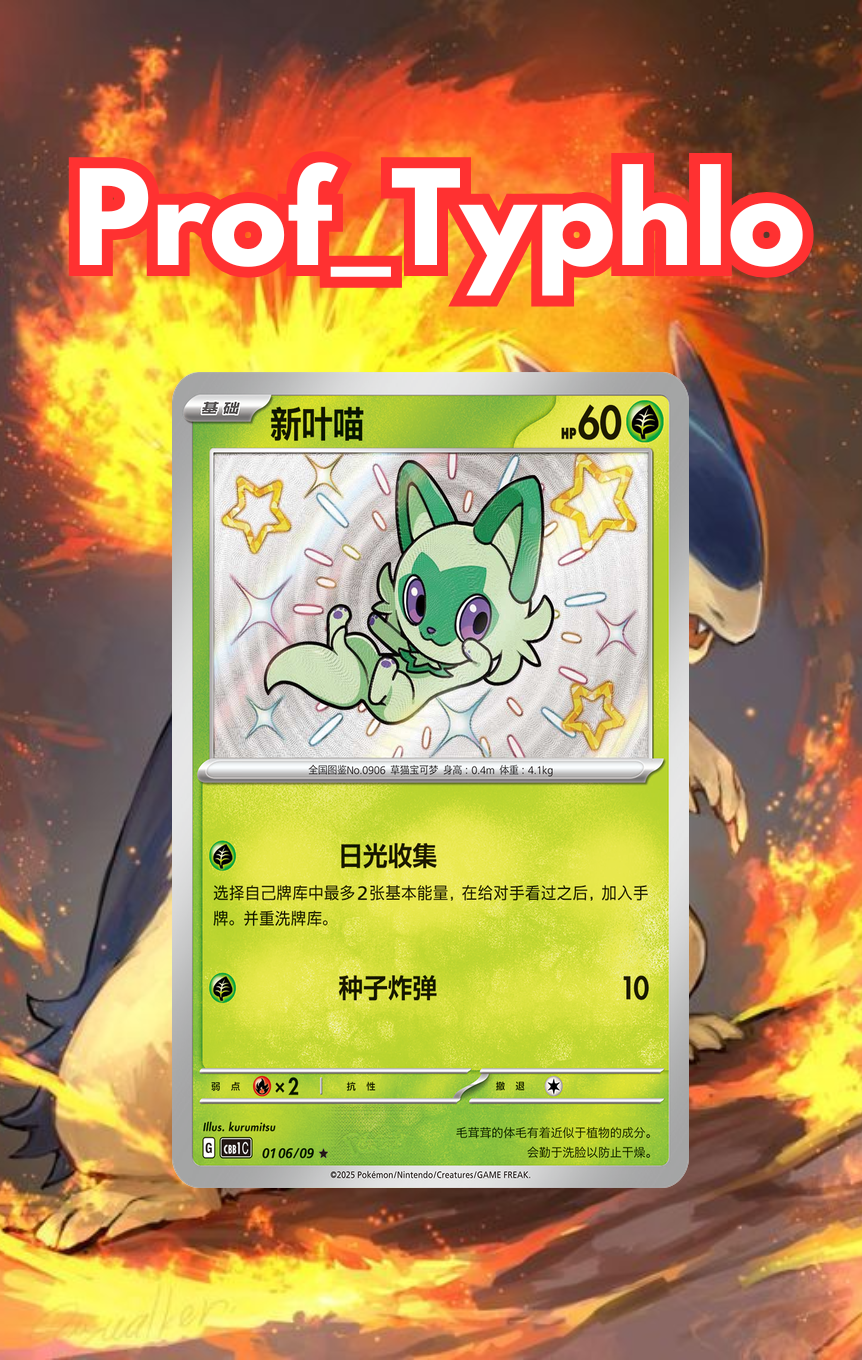 Prof_Typhlo
基础
新叶喵
HP60
全国图鉴No.0906 草猫宝可梦 身高：0.4m 体重：4.1kg
日光收集
选择自己牌库中最多2张基本能量，在给对手看过之后，加入手
牌。并重洗牌库。
种子炸弹 10
弱点 ×2 抗性 撤退
Illus. kurumitsu
毛茸茸的体毛有着近似于植物的成分。
会勤于洗脸以防止干燥。
G CBB1C 01 06/09 ★
©2025 Pokémon/Nintendo/Creatures/GAME FREAK.